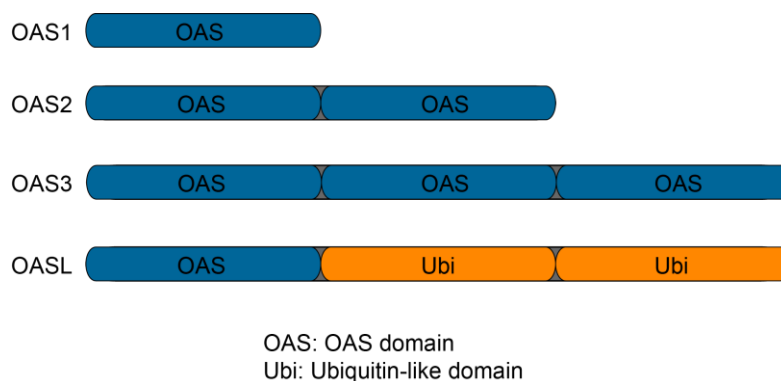 OAS1 OAS
OAS2 OAS OAS
OAS3 OAS OAS OAS
OASL OAS Ubi Ubi
OAS: OAS domain
Ubi: Ubiquitin-like domain